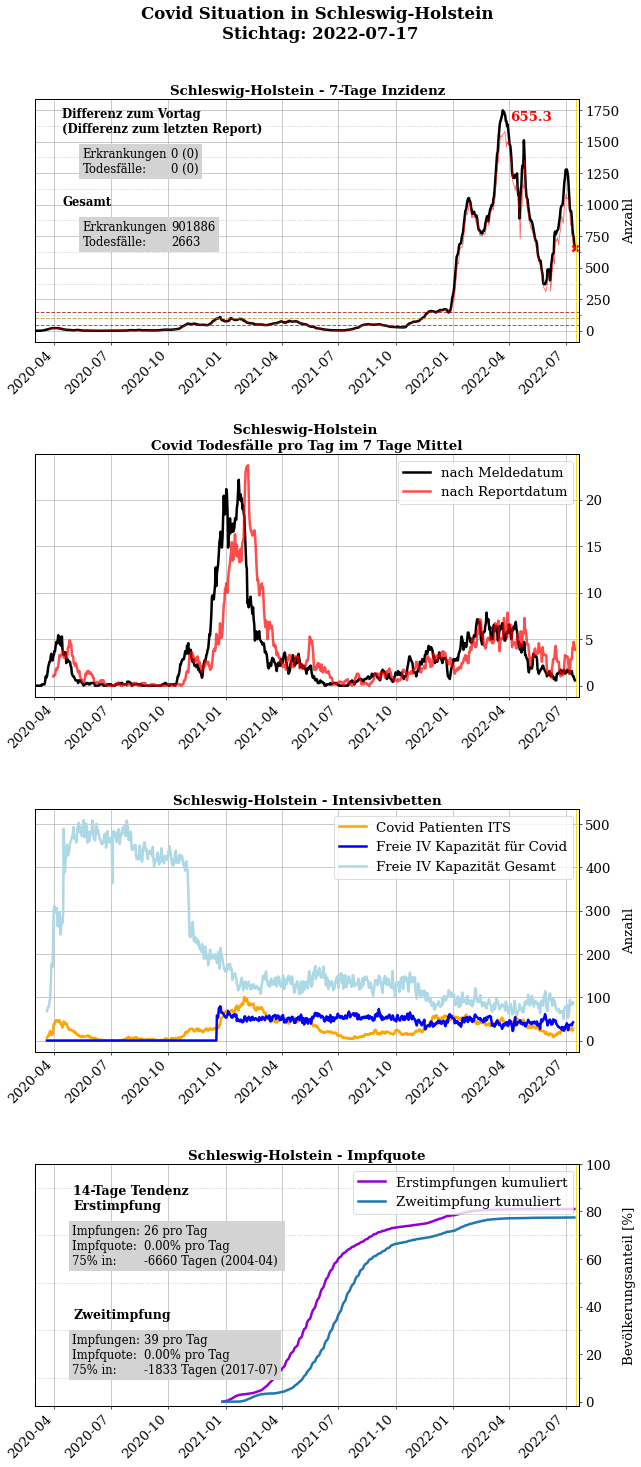 Covid Situation in Schleswig-Holstein
Stichtag: 2022-07-17
Schleswig-Holstein - 7-Tage Inzidenz
Differenz zum Vortag
(Differenz zum letzten Report)
Erkrankungen 0 (0)
Todesfälle: 0 (0)
Gesamt
Erkrankungen 901886
Todesfälle: 2663
655.3
1750
1500
1250
1000
750
500
250
0
Anzahl
2020-04
2020-07
2020-10
2021-01
2021-04
2021-07
2021-10
2022-01
2022-04
2022-07
Schleswig-Holstein
Covid Todesfälle pro Tag im 7 Tage Mittel
nach Meldedatum
nach Reportdatum
20
15
10
5
0
2020-04
2020-07
2020-10
2021-01
2021-04
2021-07
2021-10
2022-01
2022-04
2022-07
Schleswig-Holstein - Intensivbetten
Covid Patienten ITS
Freie IV Kapazität für Covid
Freie IV Kapazität Gesamt
500
400
300
200
100
0
Anzahl
2020-04
2020-07
2020-10
2021-01
2021-04
2021-07
2021-10
2022-01
2022-04
2022-07
Schleswig-Holstein - Impfquote
14-Tage Tendenz
Erstimpfung
Impfungen: 26 pro Tag
Impfquote: 0.00% pro Tag
75% in: -6660 Tagen (2004-04)
Zweitimpfung
Impfungen: 39 pro Tag
Impfquote: 0.00% pro Tag
75% in: -1833 Tagen (2017-07)
Erstimpfungen kumuliert
Zweitimpfung kumuliert
100
80
60
40
20
0
Bevölkerungsanteil [%]
2020-04
2020-07
2020-10
2021-01
2021-04
2021-07
2021-10
2022-01
2022-04
2022-07